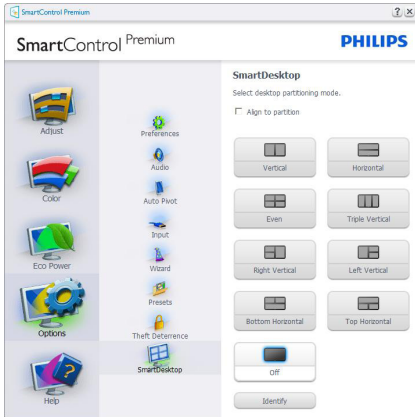 SmartControl Premium
SmartControl Premium
PHILIPS
Adjust
Color
Eco Power
Options
Help
Preferences
Audio
Auto Pivot
Input
Wizard
Presets
Theft Deterrence
SmartDesktop
SmartDesktop
Select desktop partitioning mode.
Align to partition
Vertical
Horizontal
Even
Triple Vertical
Right Vertical
Left Vertical
Bottom Horizontal
Top Horizontal
Off
Identify